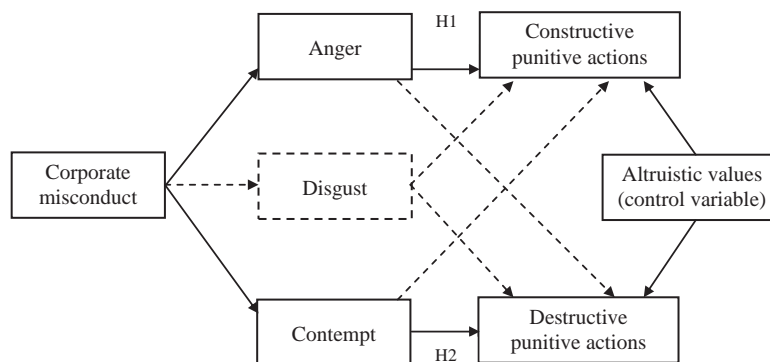 H1
Anger
Constructive
punitive actions
Corporate
misconduct
Disgust
Altruistic values
(control variable)
Contempt
Destructive
punitive actions
H2